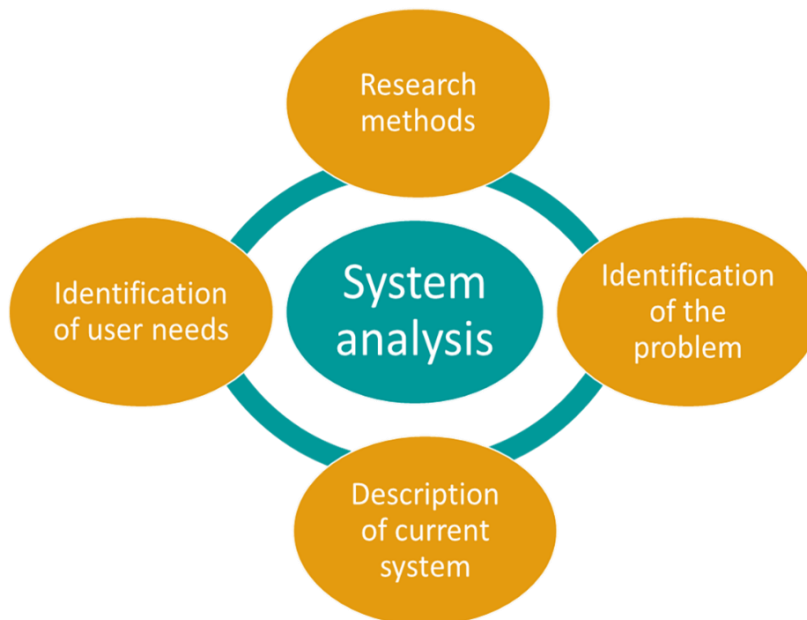 Research
methods
Identification
of user needs
System
analysis
Identification
of the
problem
Description
of current
system